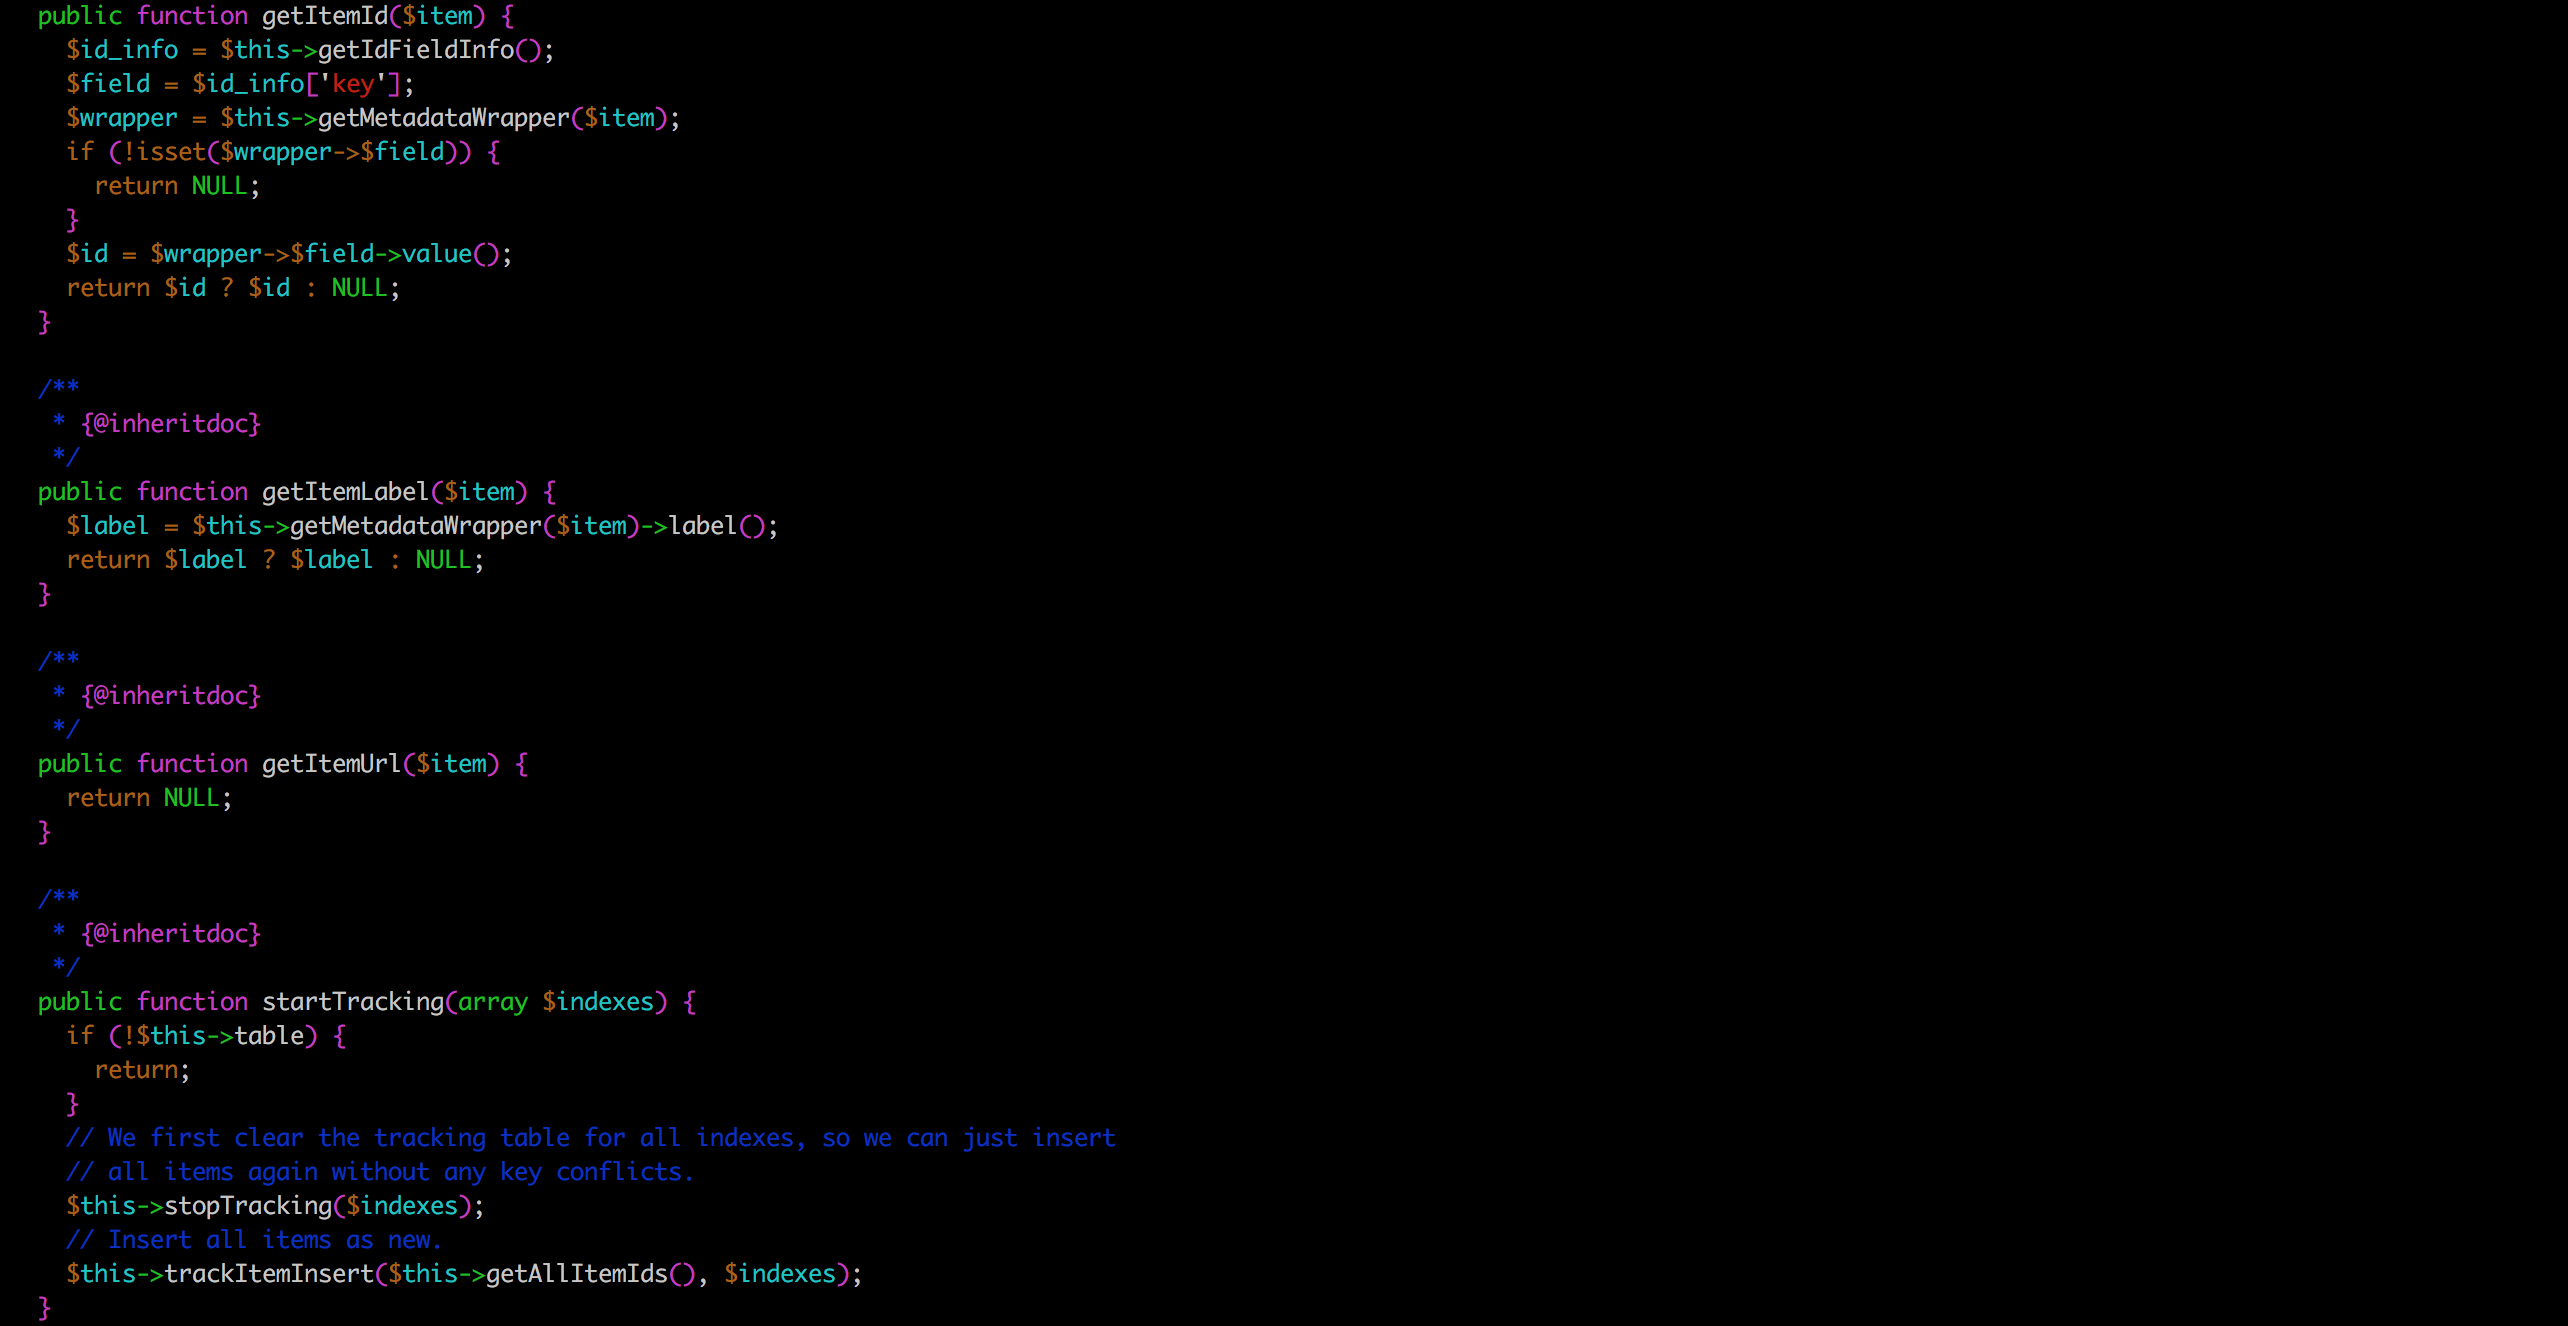 public function getItemId($item) {
  $id_info = $this->getIdFieldInfo();
  $field = $id_info['key'];
  $wrapper = $this->getMetadataWrapper($item);
  if (!isset($wrapper->$field)) {
    return NULL;
  }
  $id = $wrapper->$field->value();
  return $id ? $id : NULL;
}

/**
 * {@inheritdoc}
 */
public function getItemLabel($item) {
  $label = $this->getMetadataWrapper($item)->label();
  return $label ? $label : NULL;
}

/**
 * {@inheritdoc}
 */
public function getItemUrl($item) {
  return NULL;
}

/**
 * {@inheritdoc}
 */
public function startTracking(array $indexes) {
  if (!$this->table) {
    return;
  }
  // We first clear the tracking table for all indexes, so we can just insert
  // all items again without any key conflicts.
  $this->stopTracking($indexes);
  // Insert all items as new.
  $this->trackItemInsert($this->getAllItemIds(), $indexes);
}